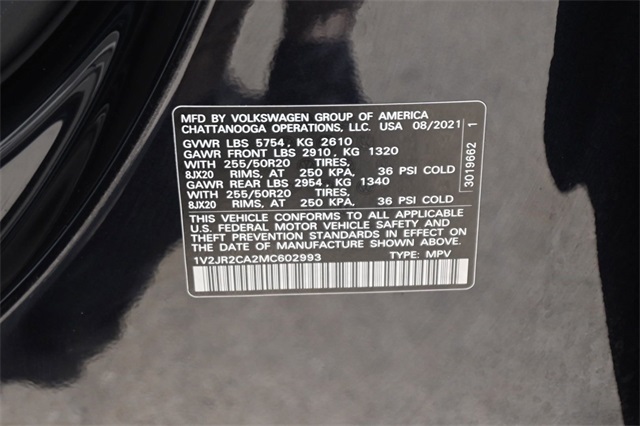 MFD BY VOLKSWAGEN GROUP OF AMERICA
CHATTANOOGA OPERATIONS, LLC. USA 08/2021
GVWR LBS 5754, KG 2610
GAWR FRONT LBS 2910, KG 1320
WITH 255/50R20 TIRES,
8JX20 RIMS, AT 250 KPA, 36 PSI COLD
GAWR REAR LBS 2954, KG 1340
WITH 255/50R20 TIRES,
8JX20 RIMS, AT 250 KPA, 36 PSI COLD
THIS VEHICLE CONFORMS TO ALL APPLICABLE
U.S. FEDERAL MOTOR VEHICLE SAFETY AND
THEFT PREVENTION STANDARDS IN EFFECT ON
THE DATE OF MANUFACTURE SHOWN ABOVE.
1V2JR2CA2MC602993 TYPE: MPV
3019662 1